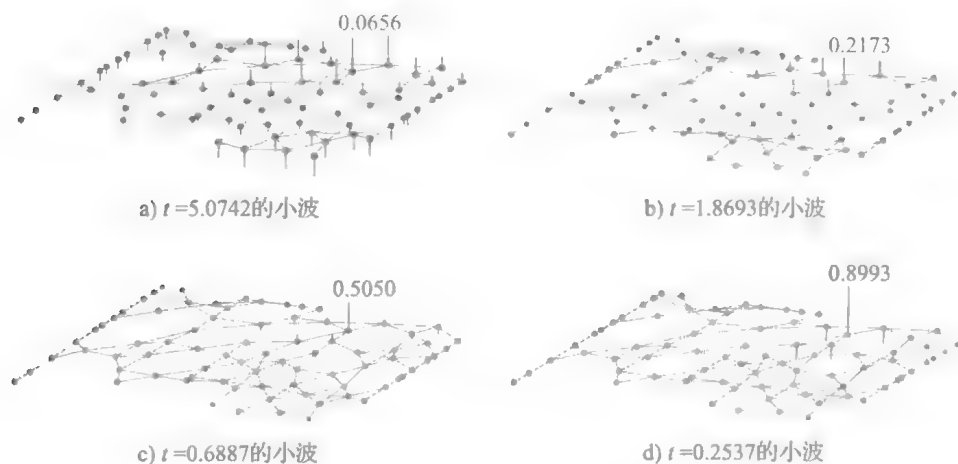 0.0656
0.2173
a) t =5.0742的小波
b) t =1.8693的小波
0.5050
0.8993
c) t=0.6887的小波
d) t=0.2537的小波